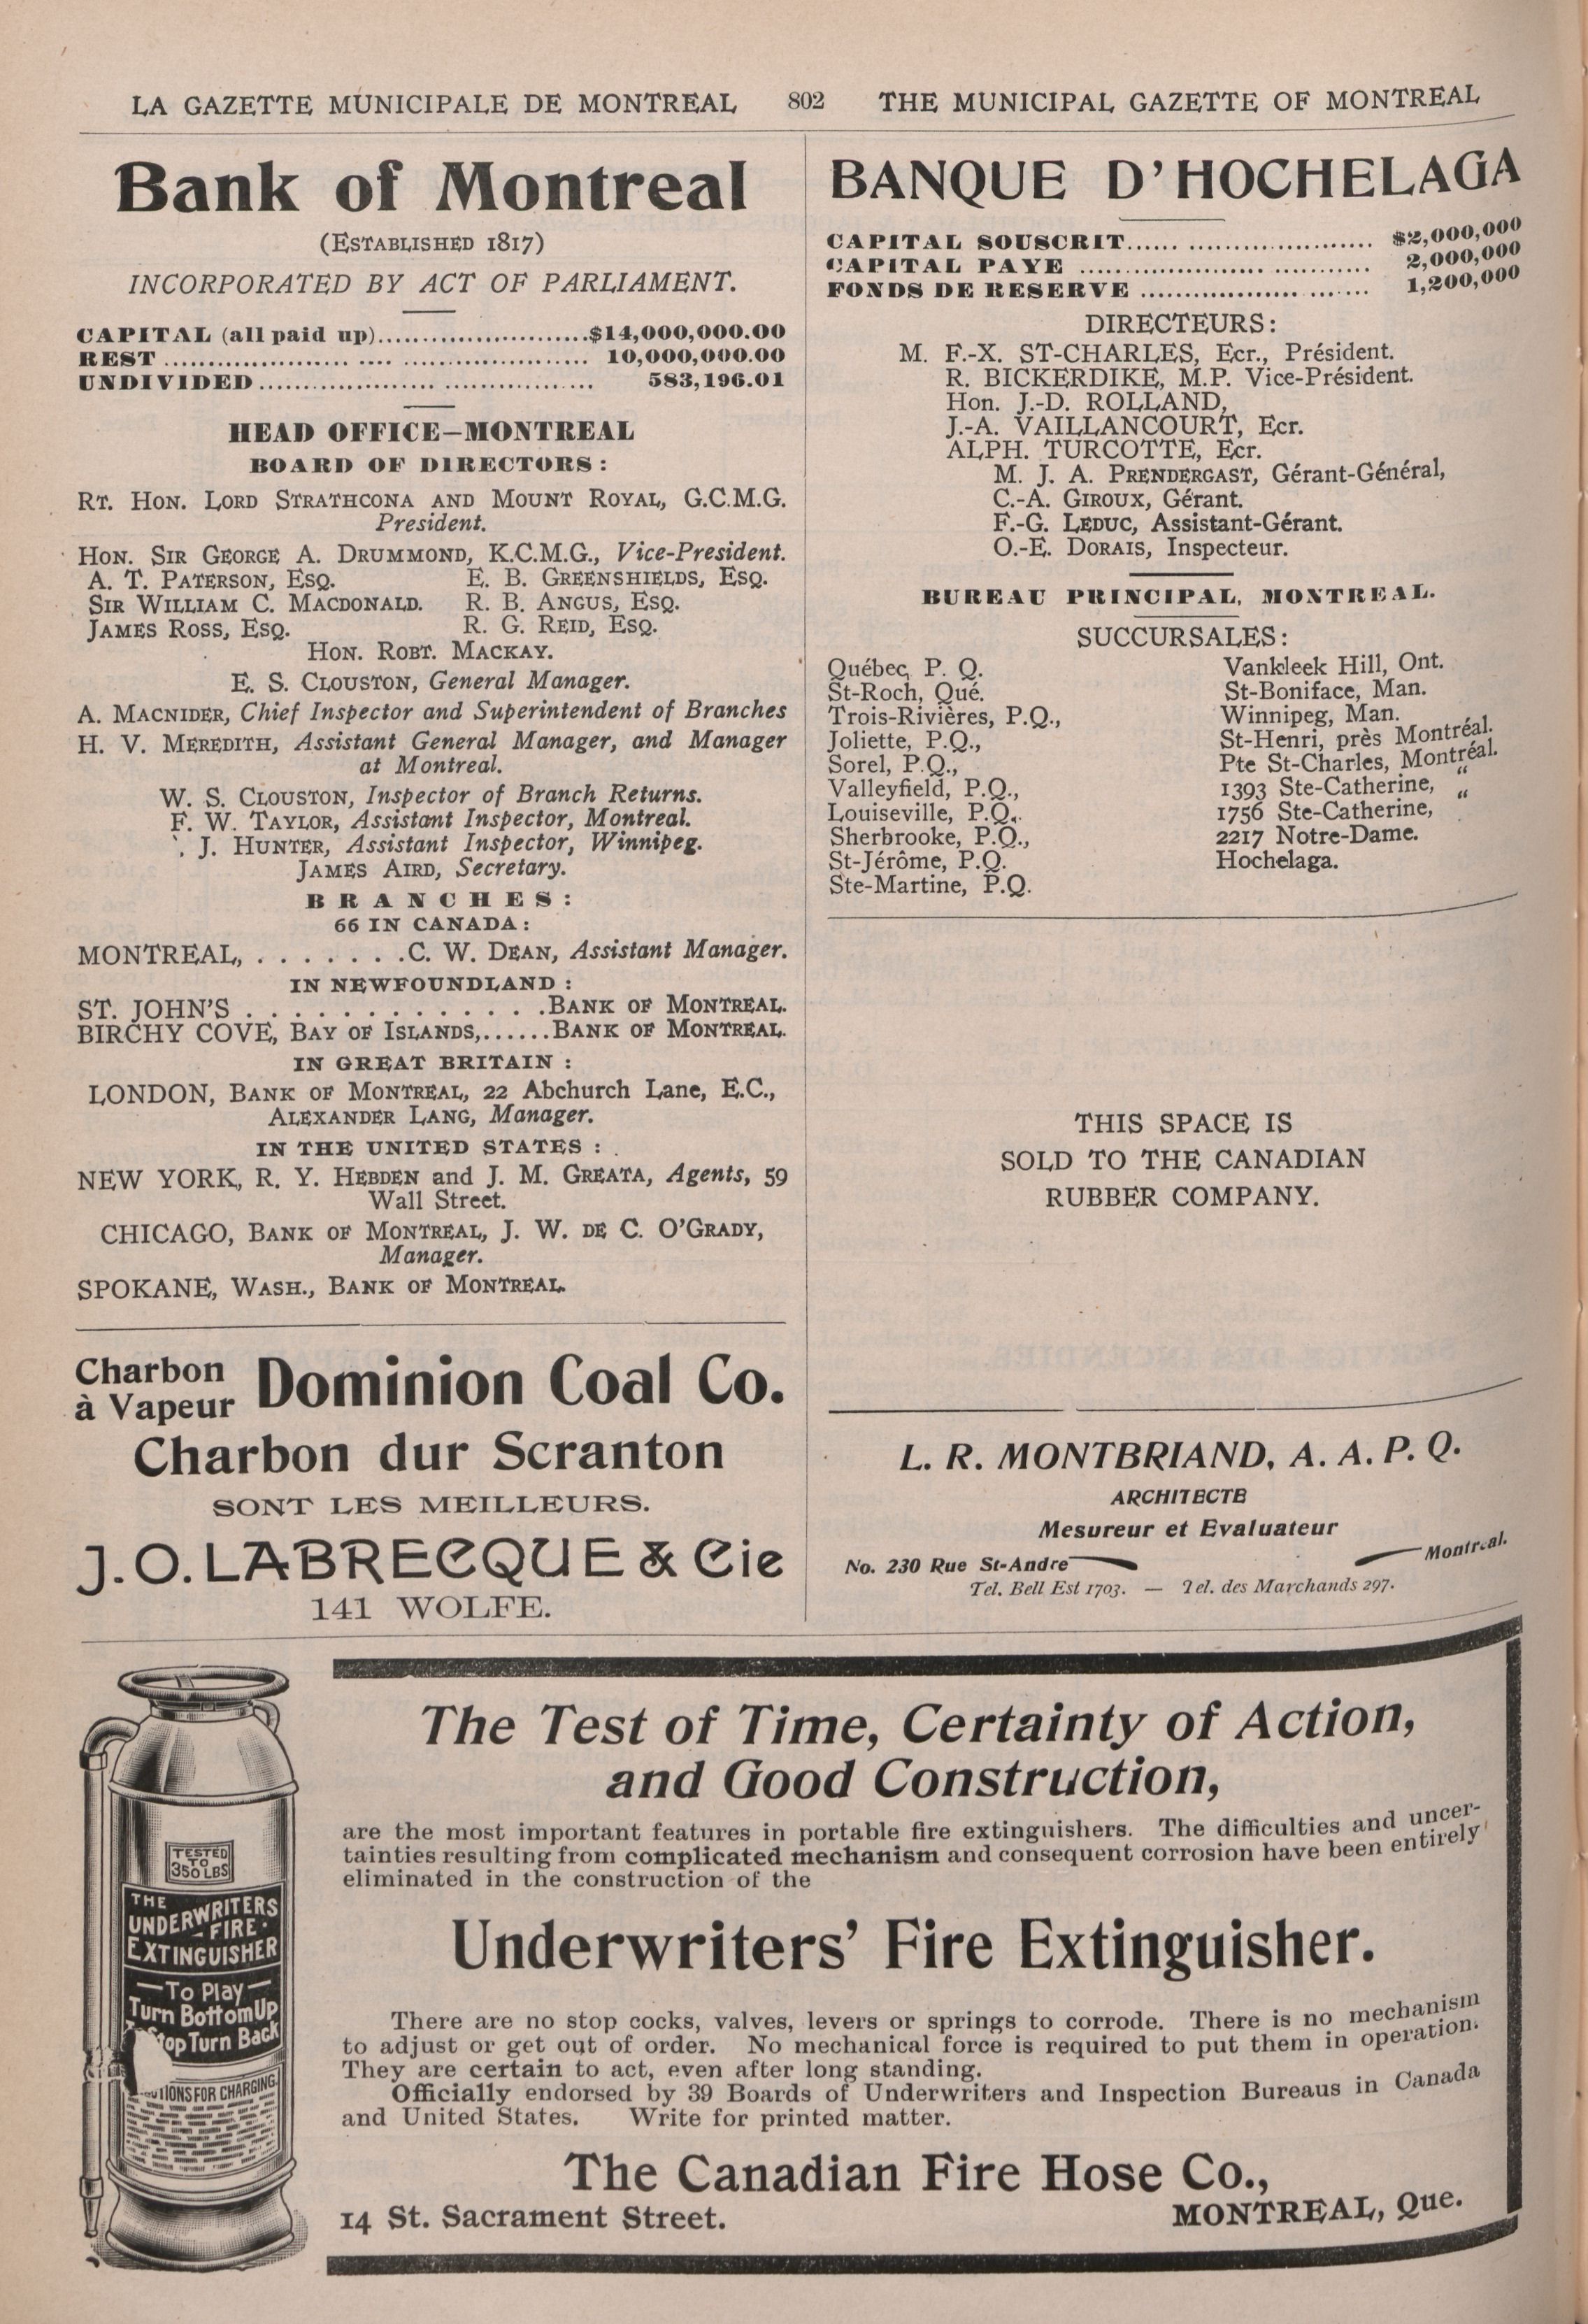 LA GAZETTE MUNICIPALE DE MONTREAL 802 THE MUNICIPAL GAZETTE OF MONTREAL
Bank of Montreal
(ESTABLISHED 1817)
INCORPORATED BY ACT OF PARLIAMENT.
CAPITAL (all paid up)........................$14,000,000.00
REST ..................... .... ..................... 10,000,000.00
UNDIVIDED..................... ................. 583,196.01
HEAD OFFICE—MONTREAL
BOARD OF DIRECTORS:
RT. HON. LORD STRATHCONA AND MOUNT ROYAL, G.C.M.G.
President.
HON. SIR GEORGE A. DRUMMOND, K.C.M.G., Vice-President.
A. T. PATERSON, ESQ. E. B. GREENSHIELDS, ESQ.
SIR WILLIAM C. MACDONALD. R. B. ANGUS, ESQ.
JAMES ROSS, ESQ. R. G. REID, ESQ.
HON. ROBT. MACKAY.
E. S. CLOUSTON, General Manager.
A. MACNIDER, Chief Inspector and Superintendent of Branches
H. V. MEREDITH, Assistant General Manager, and Manager
at Montreal.
W. S. CLOUSTON, Inspector of Branch Returns.
F. W. TAYLOR, Assistant Inspector, Montreal.
J. HUNTER, Assistant Inspector, Winnipeg.
JAMES AIRD, Secretary.
BRANCHES:
66 IN CANADA:
MONTREAL, . . . . . . .C. W. DEAN, Assistant Manager.
IN NEWFOUNDLAND :
ST. JOHN'S . . . . . . . . . . . . . .BANK OF MONTREAL.
BIRCHY COVE, BAY OF ISLANDS,......BANK OF MONTREAL.
IN GREAT BRITAIN :
LONDON, BANK OF MONTREAL, 22 Abchurch Lane, E.C.,
ALEXANDER LANG, Manager.
IN THE UNITED STATES :
NEW YORK, R. Y. HEBDEN and J. M. GREATA, Agents, 59
Wall Street.
CHICAGO, BANK OF MONTREAL, J. W. DE C. O'GRADY,
Manager.
SPOKANE, WASH., BANK OF MONTREAL.
Charbon
à Vapeur Dominion Coal Co.
Charbon dur Scranton
SONT LES MEILLEURS.
J.O. LABRECQUE & Cie
141 WOLFE.
BANQUE D'HOCHELAGA
CAPITAL SOUSCRIT...... ..................... $2,000,000
CAPITAL PAYE ..................... ........... 2,000,000
FONDS DE RESERVE .................. ....... 1,200,000
DIRECTEURS:
M. F.-X. ST-CHARLES, Ecr., Président.
R. BICKERDIKE, M.P. Vice-Président.
Hon. J.-D. ROLLAND,
J.-A. VAILLANCOURT, Ecr.
ALPH. TURCOTTE, Ecr.
M. J. A. PRENDERGAST, Gérant-Général,
C.-A. GIROUX, Gérant.
F.-G. LEDUC, Assistant-Gérant.
O.-E. DORAIS, Inspecteur.
BUREAU PRINCIPAL, MONTREAL.
SUCCURSALES:
Québec, P. Q. Vankleek Hill, Ont.
St-Roch, Qué. St-Boniface, Man.
Trois-Rivières, P.Q., Winnipeg, Man.
Joliette, P.Q., St-Henri, près Montréal.
Sorel, P.Q., Pte St-Charles, Montréal.
Valleyfield, P.Q., 1393 Ste-Catherine, "
Louiseville, P.Q. 1756 Ste-Catherine, "
Sherbrooke, P.Q., 2217 Notre-Dame.
St-Jérôme, P.Q. Hochelaga.
Ste-Martine, P.Q.
THIS SPACE IS
SOLD TO THE CANADIAN
RUBBER COMPANY.
L. R. MONTBRIAND, A. A. P. Q.
ARCHITECTE
Mesureur et Evaluateur
No. 230 Rue St-Andre Montreal.
Tel. Bell Est 1703. — Tel. des Marchands 297.
TESTED
TO
350 LBS
THE
UNDERWRITERS
FIRE
EXTINGUISHER
—To Play—
Turn Bottom Up
Stop Turn Back
TIONS FOR CHARGING
The Test of Time, Certainty of Action,
and Good Construction,
are the most important features in portable fire extinguishers. The difficulties and uncer-
tainties resulting from complicated mechanism and consequent corrosion have been entirely
eliminated in the construction of the
Underwriters' Fire Extinguisher.
There are no stop cocks, valves, levers or springs to corrode. There is no mechanism
to adjust or get out of order. No mechanical force is required to put them in operation.
They are certain to act, even after long standing.
Officially endorsed by 39 Boards of Underwriters and Inspection Bureaus in Canada
and United States. Write for printed matter.
The Canadian Fire Hose Co.,
14 St. Sacrament Street. MONTREAL, Que.